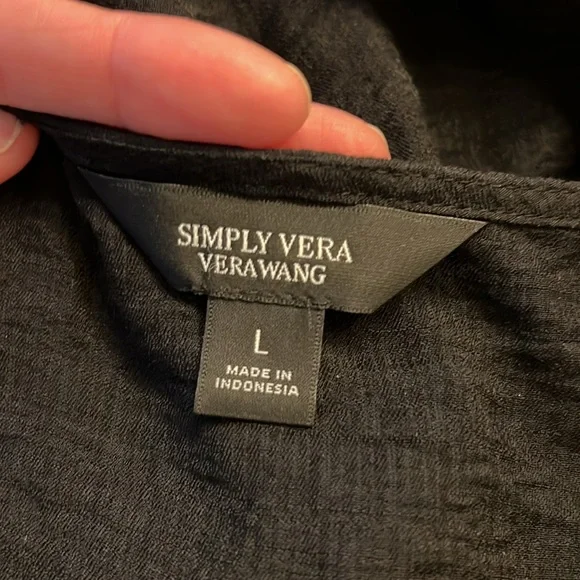 SIMPLY VERA
VERAWANG
L
MADE IN
INDONESIA